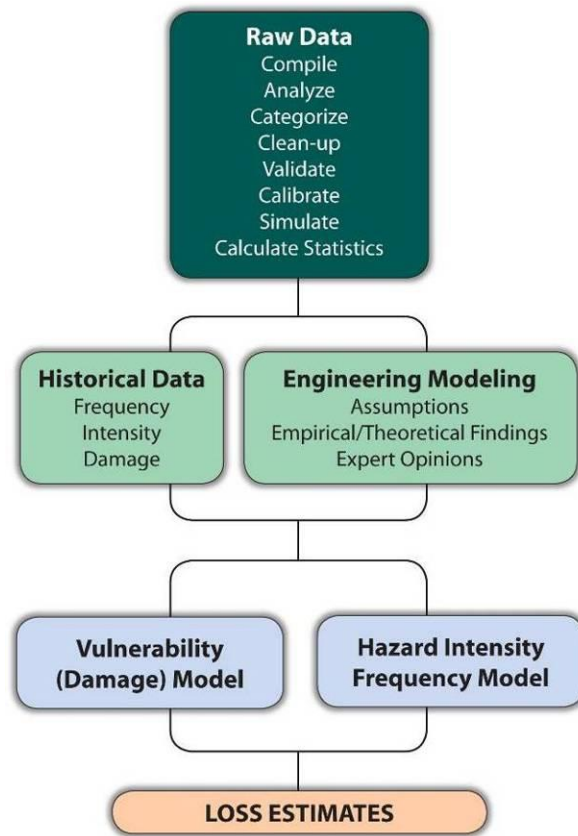 Raw Data
Compile
Analyze
Categorize
Clean-up
Validate
Calibrate
Simulate
Calculate Statistics
Historical Data
Frequency
Intensity
Damage
Engineering Modeling
Assumptions
Empirical/Theoretical Findings
Expert Opinions
Vulnerability
(Damage) Model
Hazard Intensity
Frequency Model
LOSS ESTIMATES